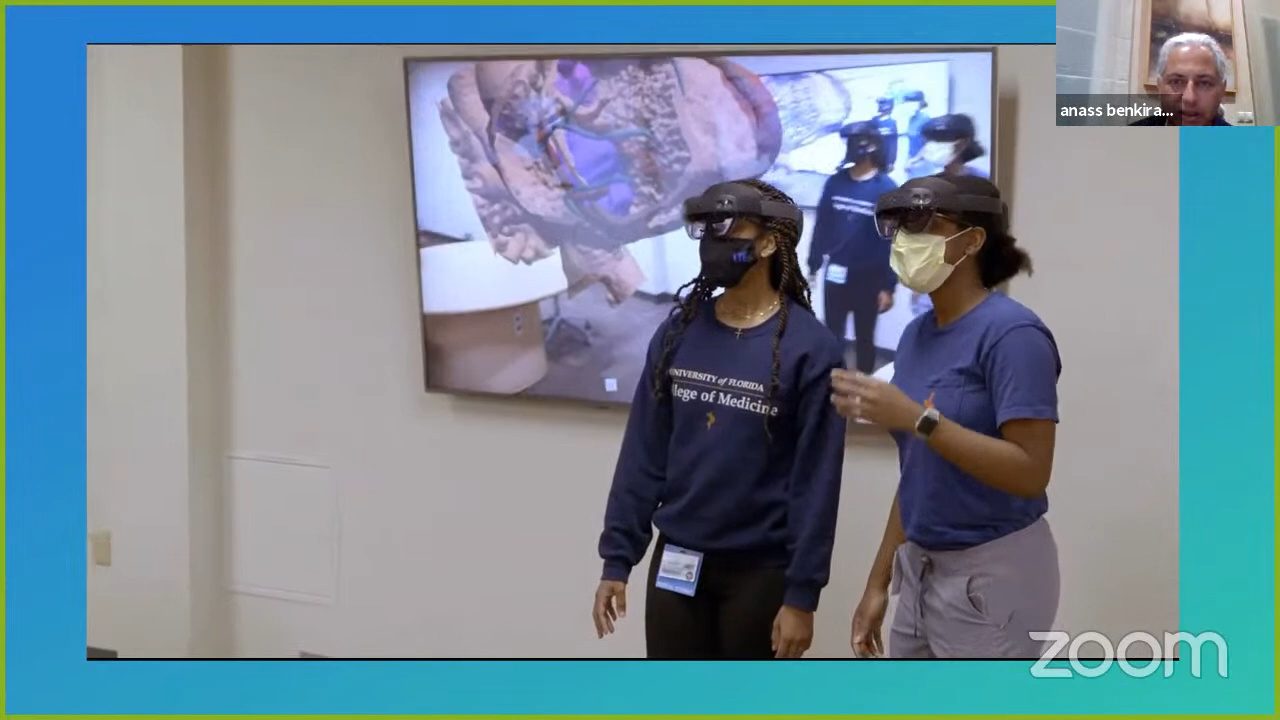 anass benkira...
UNIVERSITY of FLORIDA
llege of Medicine
zoom